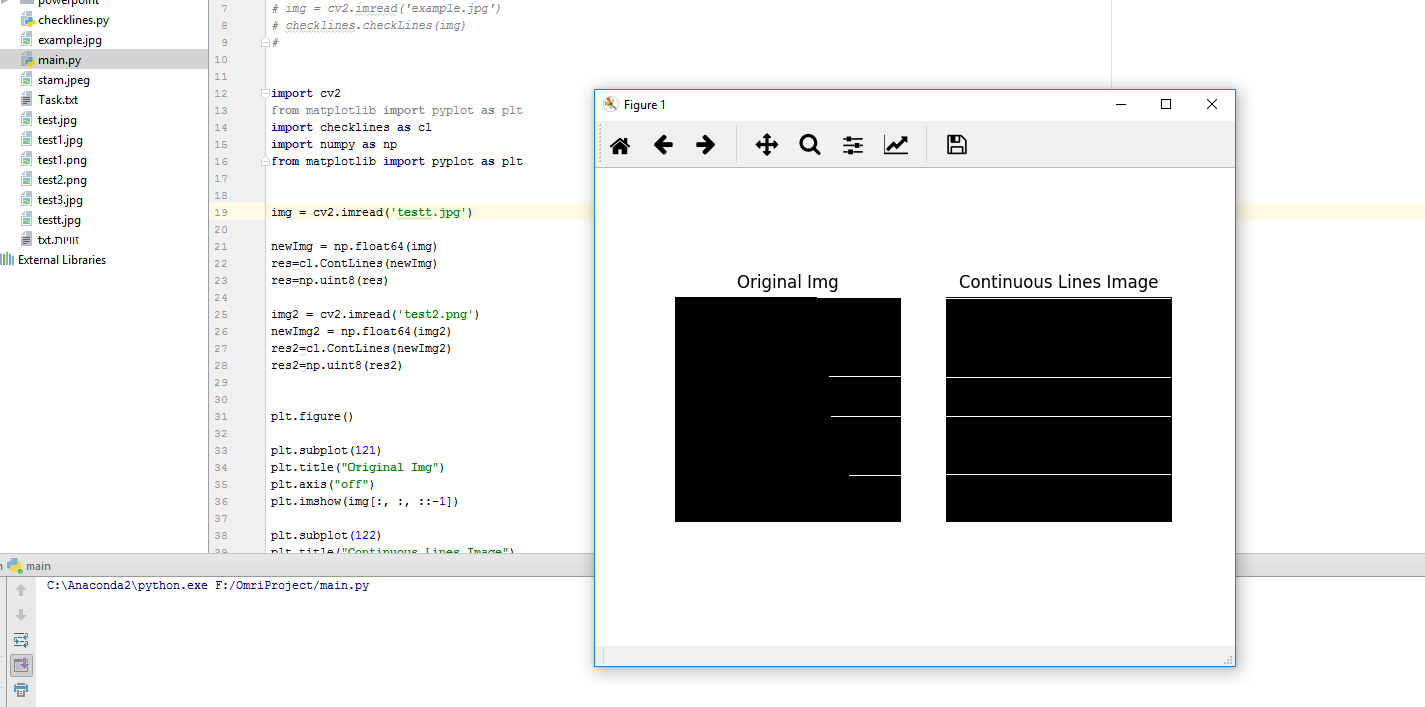 powerpoint
checklines.py
example.jpg
main.py
stam.jpeg
Task.txt
test.jpg
test1.jpg
test1.png
test2.png
test3.jpg
testt.jpg
זוויות.txt
External Libraries
7 # img = cv2.imread('example.jpg')
8 # checklines.checkLines(img)
9 #
10
11
12 import cv2
13 from matplotlib import pyplot as plt
14 import checklines as cl
15 import numpy as np
16 from matplotlib import pyplot as plt
17
18
19 img = cv2.imread('testt.jpg')
20
21 newImg = np.float64(img)
22 res=cl.ContLines(newImg)
23 res=np.uint8(res)
24
25 img2 = cv2.imread('test2.png')
26 newImg2 = np.float64(img2)
27 res2=cl.ContLines(newImg2)
28 res2=np.uint8(res2)
29
30
31 plt.figure()
32
33 plt.subplot(121)
34 plt.title("Original Img")
35 plt.axis("off")
36 plt.imshow(img[:, :, ::-1])
37
38 plt.subplot(122)
39 plt.title("Continuous Lines Image")
Figure 1
Original Img
Continuous Lines Image
main
C:\Anaconda2\python.exe F:/OmriProject/main.py